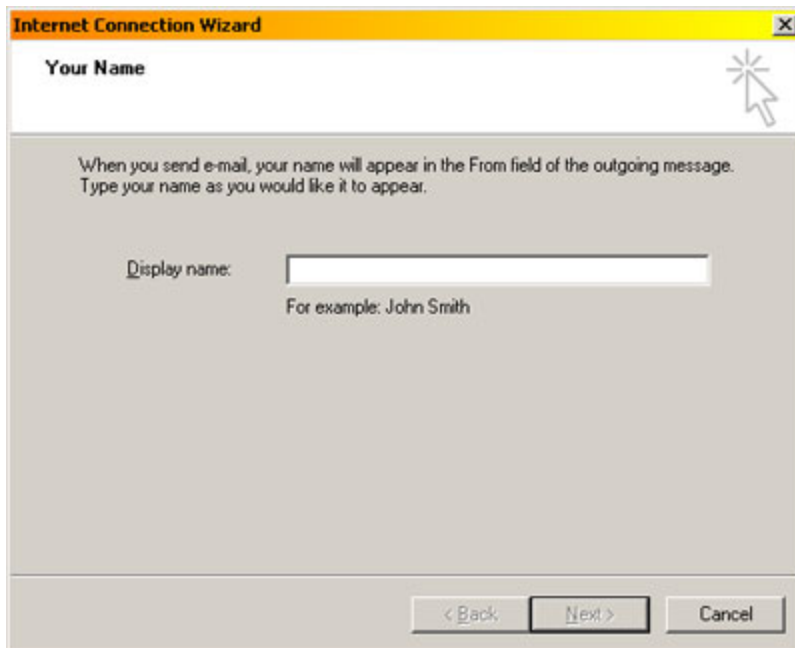 Internet Connection Wizard
Your Name
When you send e-mail, your name will appear in the From field of the outgoing message.
Type your name as you would like it to appear.
Display name:
For example: John Smith
< Back Next > Cancel